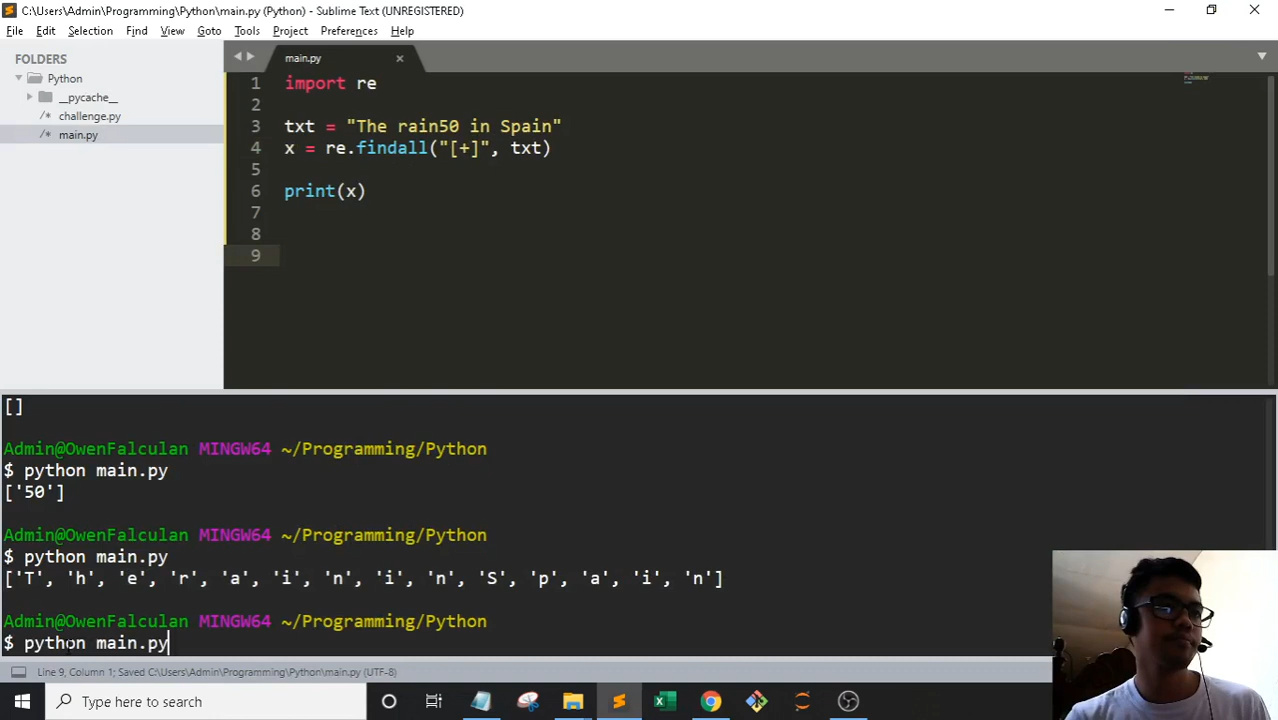 C:\Users\Admin\Programming\Python\main.py (Python) - Sublime Text (UNREGISTERED)
File Edit Selection Find View Goto Tools Project Preferences Help
FOLDERS
Python
__pycache__
/* challenge.py
/* main.py
main.py ×
1 import re
2
3 txt = "The rain50 in Spain"
4 x = re.findall("[+]", txt)
5
6 print(x)
7
8
9
[]
Admin@OwenFalculan MINGW64 ~/Programming/Python
$ python main.py
['50']
Admin@OwenFalculan MINGW64 ~/Programming/Python
$ python main.py
['T', 'h', 'e', 'r', 'a', 'i', 'n', 'i', 'n', 'S', 'p', 'a', 'i', 'n']
Admin@OwenFalculan MINGW64 ~/Programming/Python
$ python main.py
Line 9, Column 1; Saved C:\Users\Admin\Programming\Python\main.py (UTF-8)
Type here to search